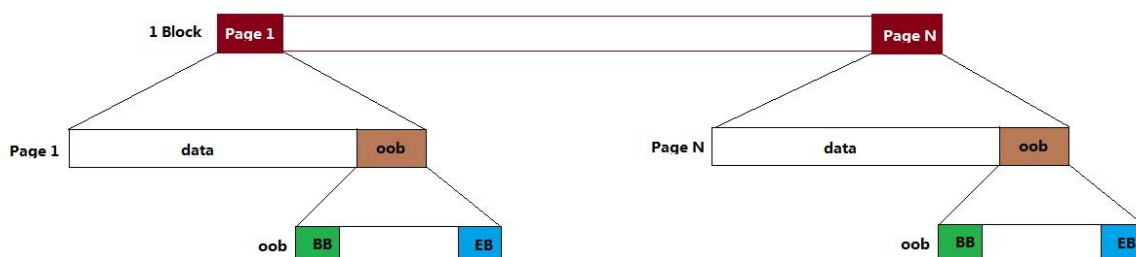 1 Block Page 1 Page N
Page 1 data oob Page N data oob
oob BB EB oob BB EB